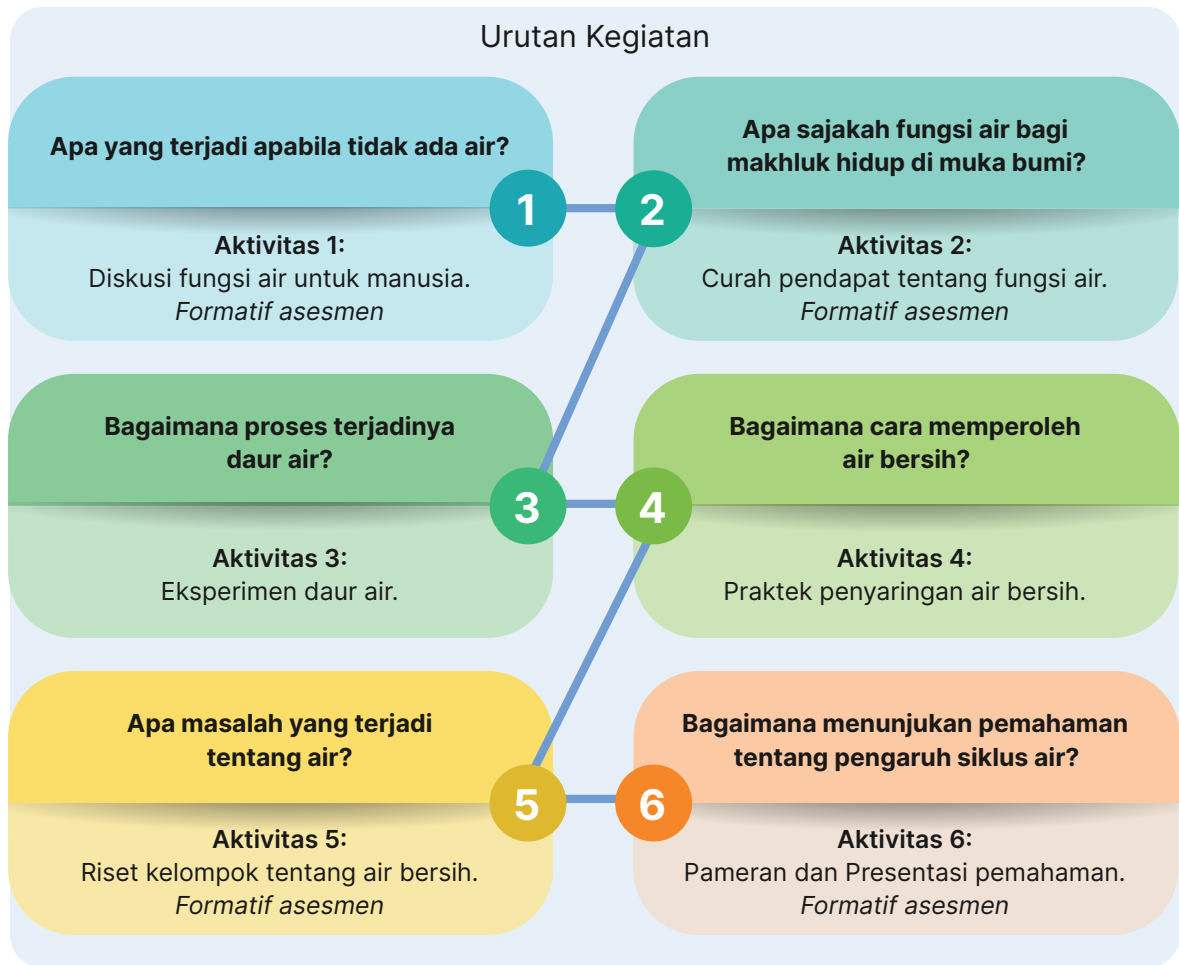 Urutan Kegiatan
Apa yang terjadi apabila tidak ada air?
1
Aktivitas 1:
Diskusi fungsi air untuk manusia.
Formatif asesmen
Apa sajakah fungsi air bagi
makhluk hidup di muka bumi?
2
Aktivitas 2:
Curah pendapat tentang fungsi air.
Formatif asesmen
Bagaimana proses terjadinya
daur air?
3
Aktivitas 3:
Eksperimen daur air.
Bagaimana cara memperoleh
air bersih?
4
Aktivitas 4:
Praktek penyaringan air bersih.
Apa masalah yang terjadi
tentang air?
5
Aktivitas 5:
Riset kelompok tentang air bersih.
Formatif asesmen
Bagaimana menunjukan pemahaman
tentang pengaruh siklus air?
6
Aktivitas 6:
Pameran dan Presentasi pemahaman.
Formatif asesmen